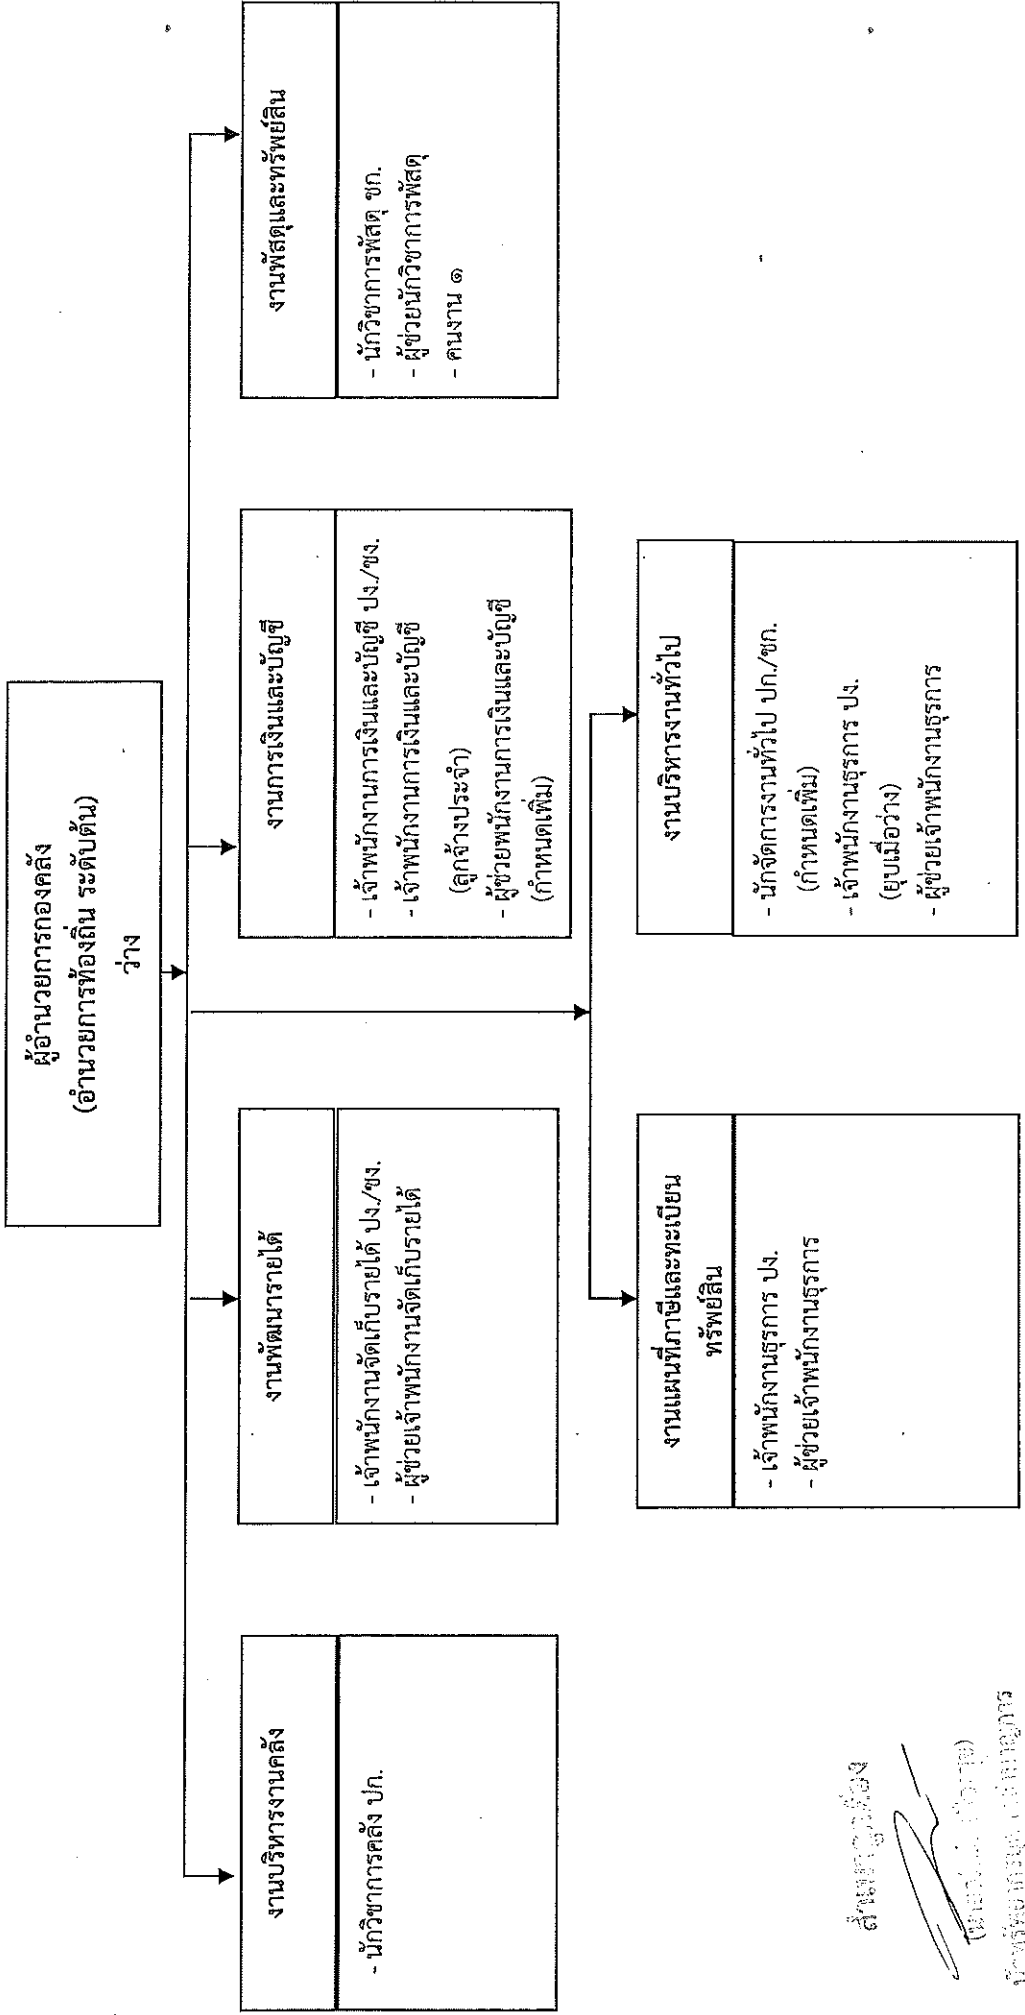 ผู้อำนวยการกองคลัง
(อำนวยการท้องถิ่น ระดับต้น)
ว่าง
งานบริหารงานคลัง
- นักวิชาการคลัง ปก.
งานพัฒนารายได้
- เจ้าพนักงานจัดเก็บรายได้ ปง./ชง.
- ผู้ช่วยเจ้าพนักงานจัดเก็บรายได้
งานการเงินและบัญชี
- เจ้าพนักงานการเงินและบัญชี ปง./ชง.
- เจ้าพนักงานการเงินและบัญชี
(ลูกจ้างประจำ)
- ผู้ช่วยพนักงานการเงินและบัญชี
(กำหนดเพิ่ม)
งานพัสดุและทรัพย์สิน
- นักวิชาการพัสดุ ชก.
- ผู้ช่วยนักวิชาการพัสดุ
- คนงาน ๑
งานแผนที่ภาษีและทะเบียน
ทรัพย์สิน
- เจ้าพนักงานธุรการ ปง.
- ผู้ช่วยเจ้าพนักงานธุรการ
งานบริหารงานทั่วไป
- นักจัดการงานทั่วไป ปก./ชก.
(กำหนดเพิ่ม)
- เจ้าพนักงานธุรการ ปง.
(ยุบเมื่อว่าง)
- ผู้ช่วยเจ้าพนักงานธุรการ
สำเนาถูกต้อง